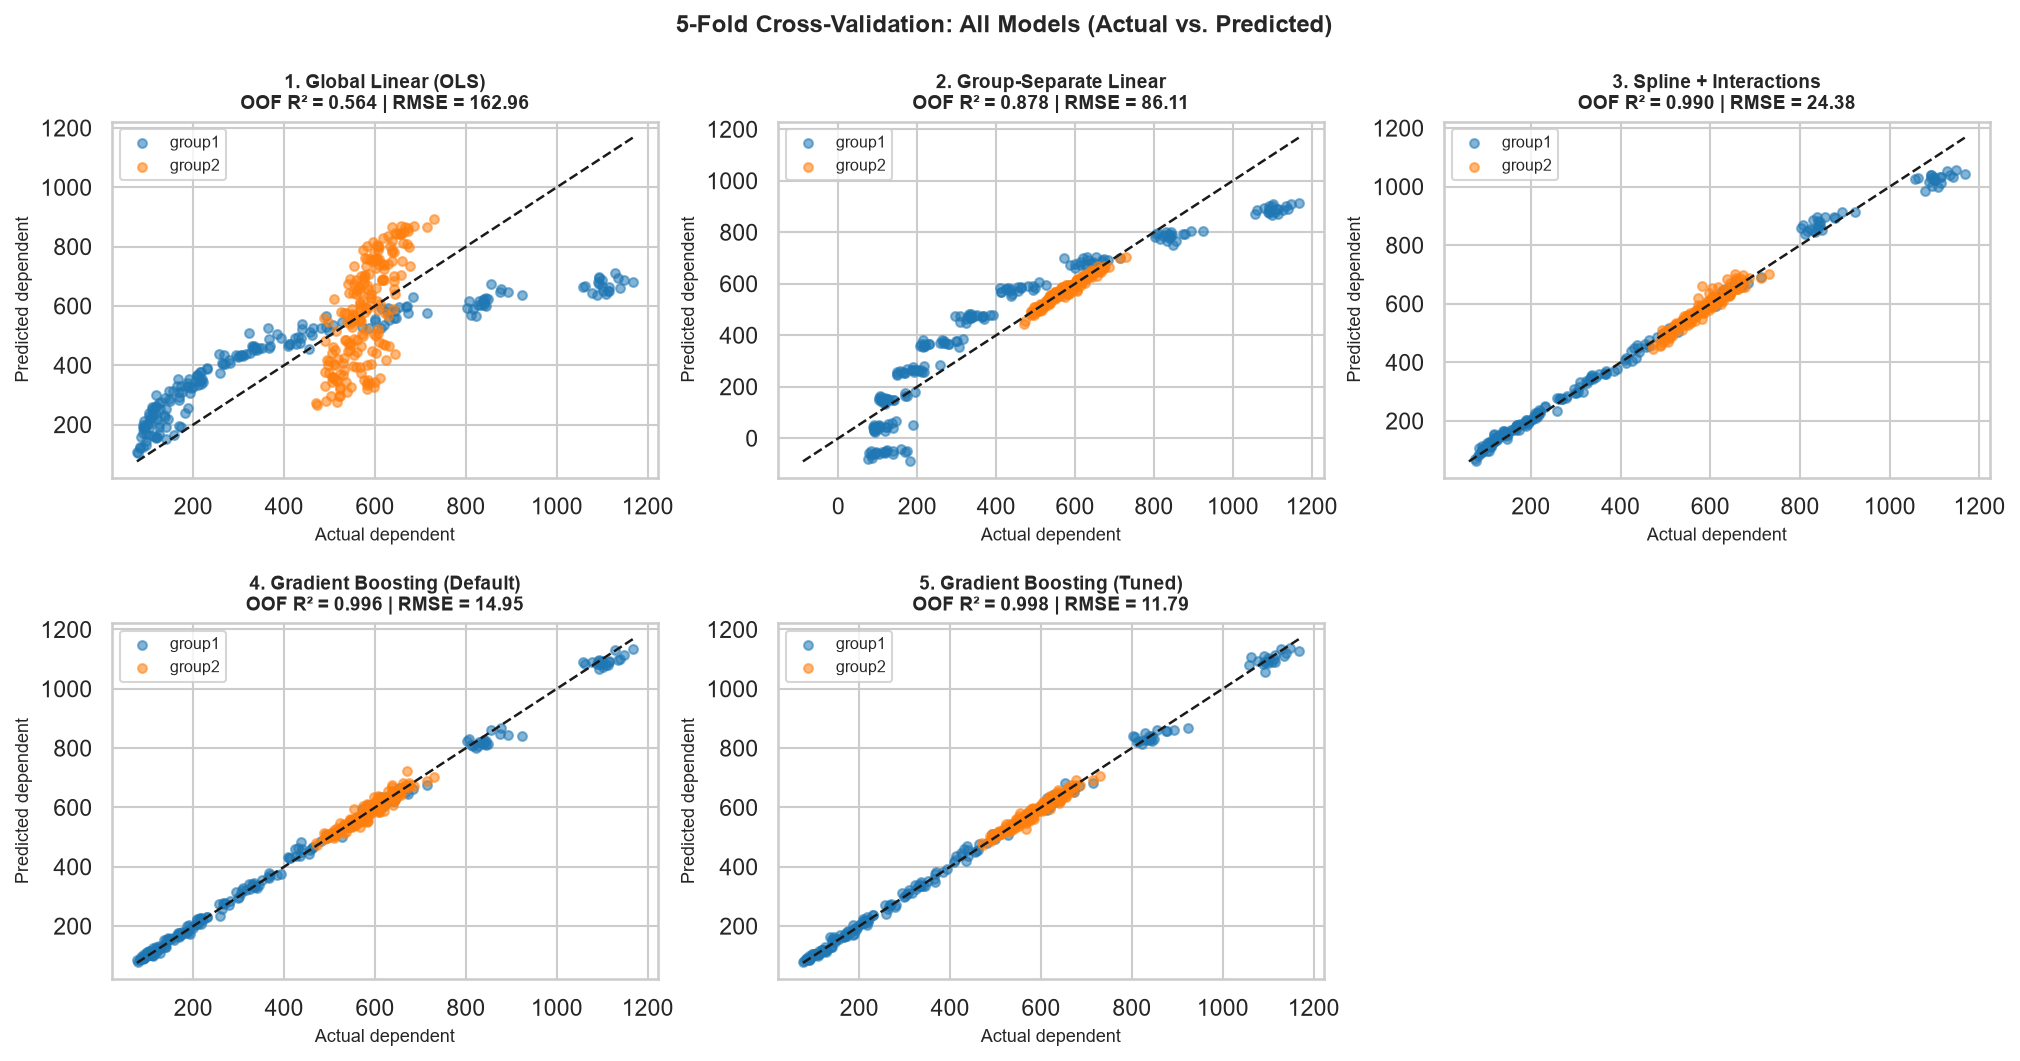 5-Fold Cross-Validation: All Models (Actual vs. Predicted)
1. Global Linear (OLS)
OOF R² = 0.564 | RMSE = 162.96
1200
1000
800
600
400
200
Predicted dependent
group1
group2
200 400 600 800 1000 1200
Actual dependent
2. Group-Separate Linear
OOF R² = 0.878 | RMSE = 86.11
1200
1000
800
600
400
200
0
Predicted dependent
group1
group2
0 200 400 600 800 1000 1200
Actual dependent
3. Spline + Interactions
OOF R² = 0.990 | RMSE = 24.38
1200
1000
800
600
400
200
Predicted dependent
group1
group2
200 400 600 800 1000 1200
Actual dependent
4. Gradient Boosting (Default)
OOF R² = 0.996 | RMSE = 14.95
1200
1000
800
600
400
200
Predicted dependent
group1
group2
200 400 600 800 1000 1200
Actual dependent
5. Gradient Boosting (Tuned)
OOF R² = 0.998 | RMSE = 11.79
1200
1000
800
600
400
200
Predicted dependent
group1
group2
200 400 600 800 1000 1200
Actual dependent